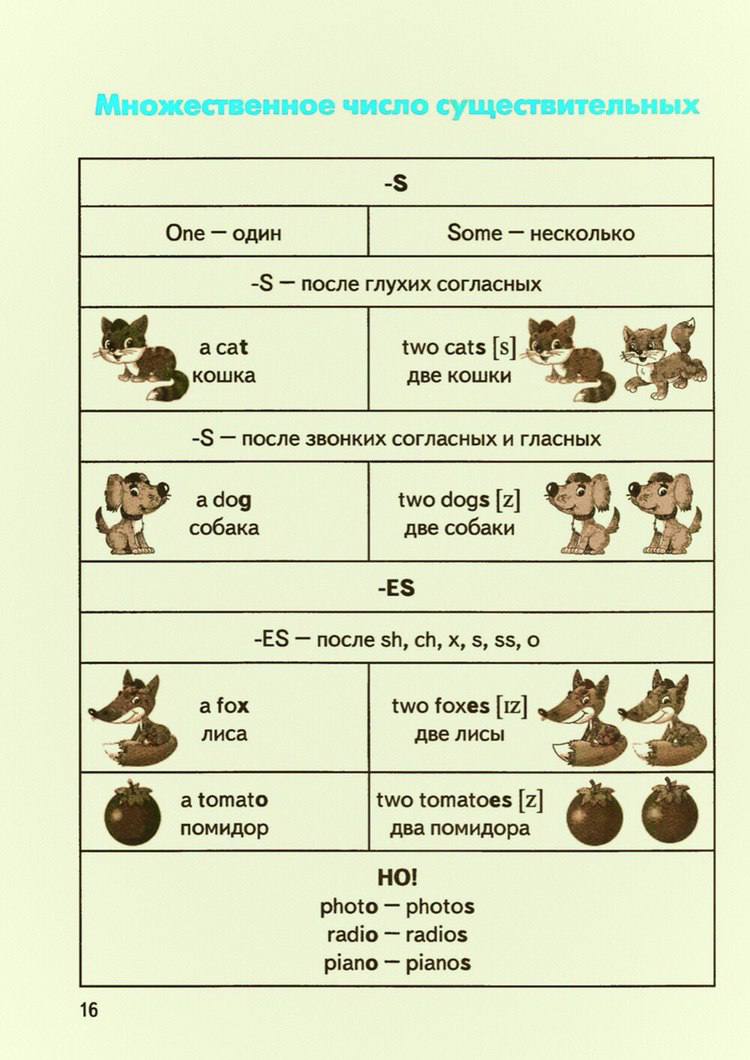 Множественное число существительных
-S
One — один
Some — несколько
-S — после глухих согласных
a cat
кошка
two cats [s]
две кошки
-S — после звонких согласных и гласных
a dog
собака
two dogs [z]
две собаки
-ES
-ES — после sh, ch, x, s, ss, o
a fox
лиса
two foxes [ɪz]
две лисы
a tomato
помидор
two tomatoes [z]
два помидора
НО!
photo — photos
radio — radios
piano — pianos
16